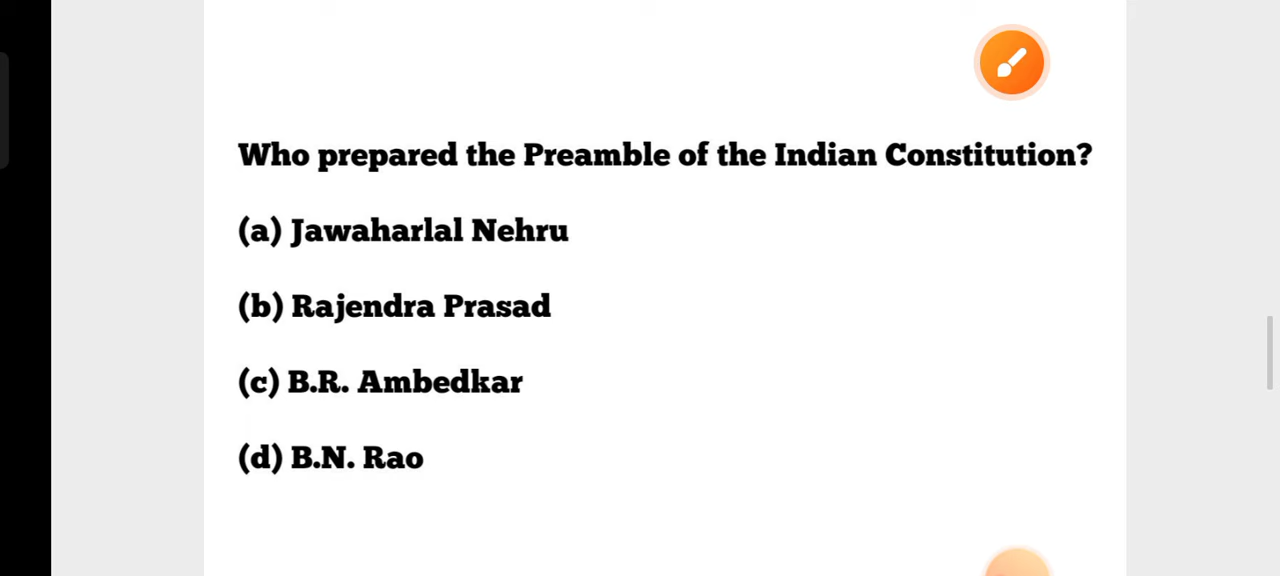 Who prepared the Preamble of the Indian Constitution?
(a) Jawaharlal Nehru
(b) Rajendra Prasad
(c) B.R. Ambedkar
(d) B.N. Rao